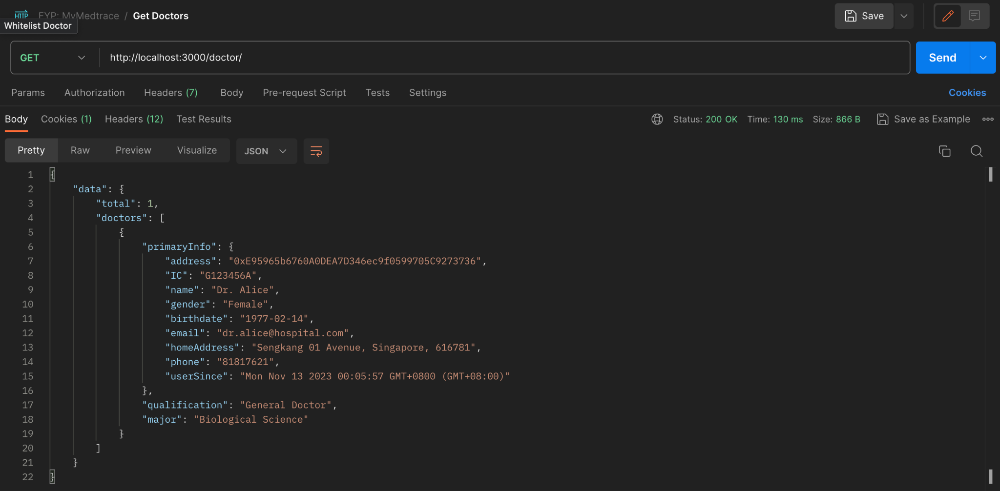 HTTP FYP: MyMedtrace / Get Doctors
Save
Whitelist Doctor
GET http://localhost:3000/doctor/
Send
Params Authorization Headers (7) Body Pre-request Script Tests Settings Cookies
Body Cookies (1) Headers (12) Test Results Status: 200 OK Time: 130 ms Size: 866 B Save as Example
Pretty Raw Preview Visualize JSON
1 {
2 "data": {
3 "total": 1,
4 "doctors": [
5 {
6 "primaryInfo": {
7 "address": "0xE95965b6760A0DEA7D346ec9f0599705C9273736",
8 "IC": "G123456A",
9 "name": "Dr. Alice",
10 "gender": "Female",
11 "birthdate": "1977-02-14",
12 "email": "dr.alice@hospital.com",
13 "homeAddress": "Sengkang 01 Avenue, Singapore, 616781",
14 "phone": "81817621",
15 "userSince": "Mon Nov 13 2023 00:05:57 GMT+0800 (GMT+08:00)"
16 },
17 "qualification": "General Doctor",
18 "major": "Biological Science"
19 }
20 ]
21 }
22 }